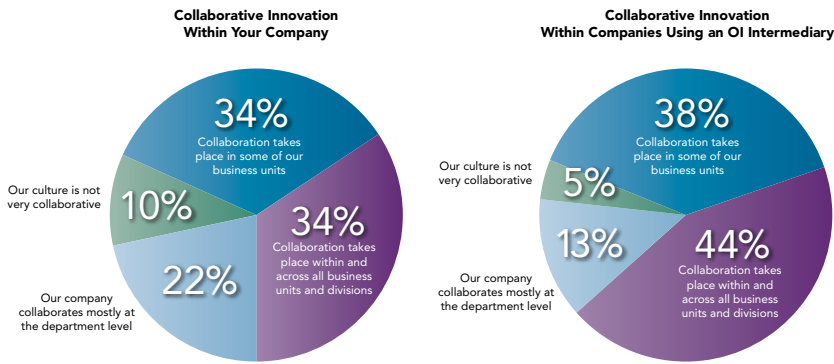 Collaborative Innovation
Within Your Company
34%
Collaboration takes
place in some of our
business units
Our culture is not
very collaborative
10%
34%
Collaboration takes
place within and
across all business
units and divisions
22%
Our company
collaborates mostly at
the department level
Collaborative Innovation
Within Companies Using an OI Intermediary
38%
Collaboration takes
place in some of our
business units
Our culture is not
very collaborative
5%
13%
44%
Collaboration takes
place within and
across all business
units and divisions
Our company
collaborates mostly at
the department level